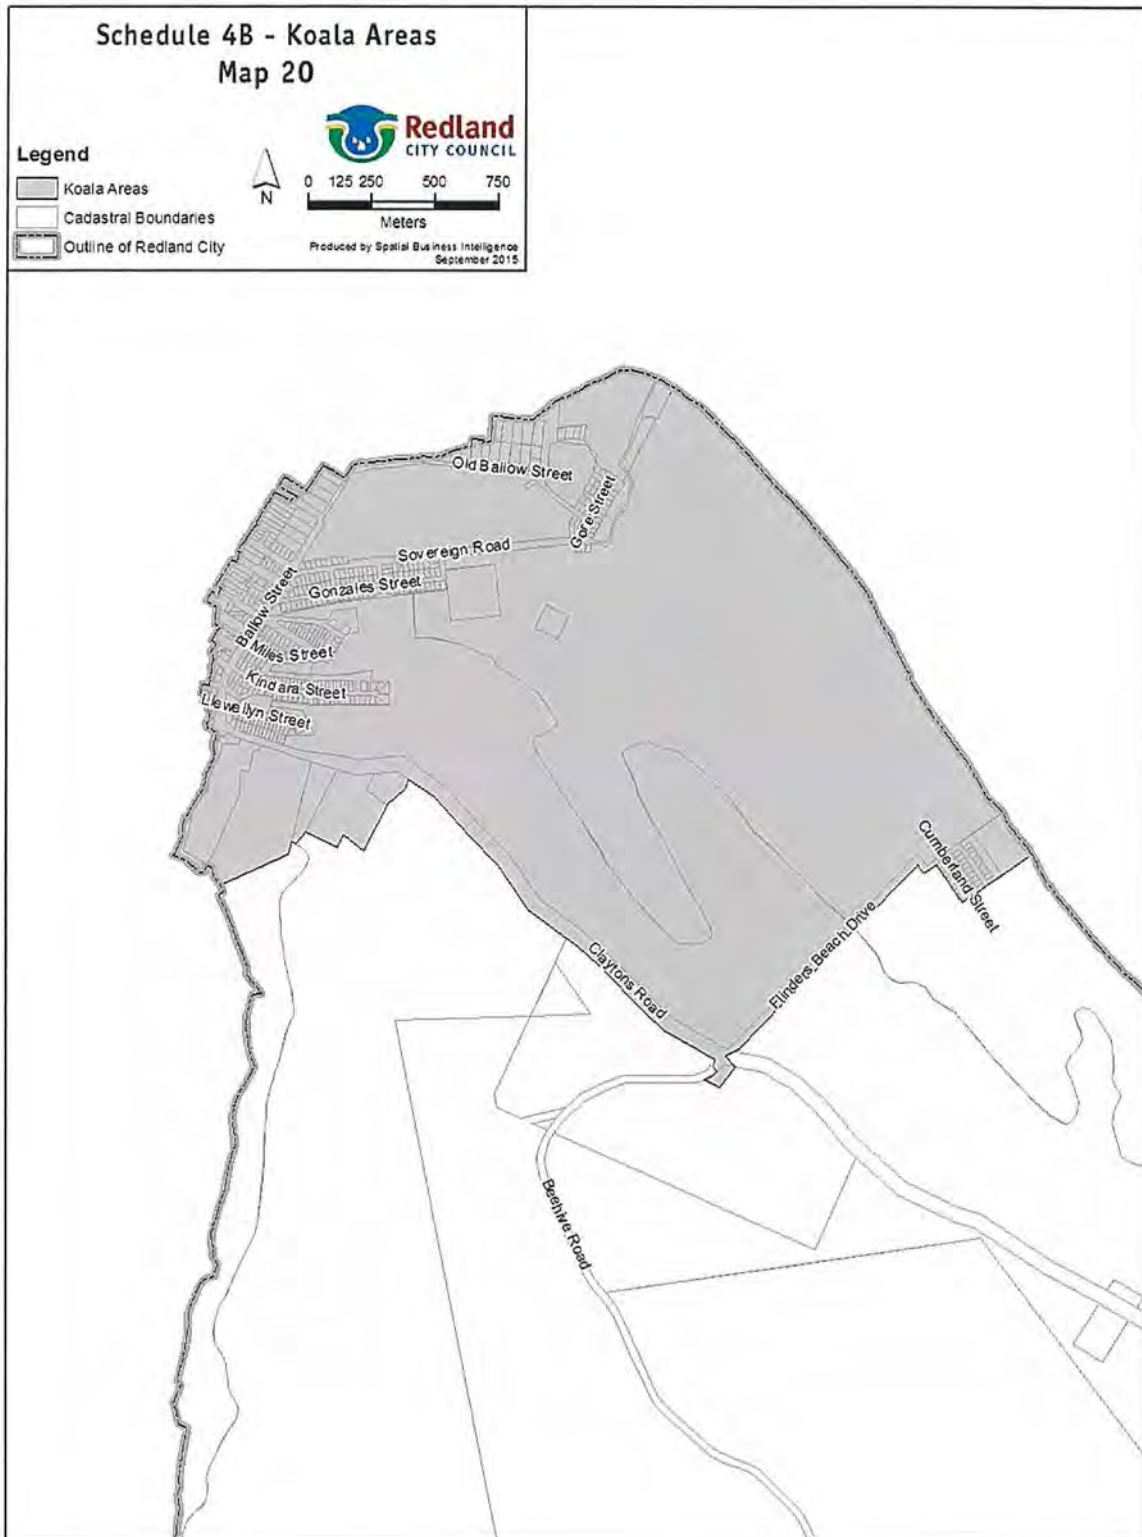 Schedule 4B - Koala Areas
Map 20
Redland
CITY COUNCIL
Legend
Koala Areas
Cadastral Boundaries
Outline of Redland City
N
0 125 250 500 750
Meters
Produced by Spatial Business Intelligence
September 2015
Old Ballow Street
Gore Street
Sovereign Road
Gonzales Street
Ballow Street
Miles Street
Kindara Street
Llewellyn Street
Cumberland Street
Flinders Beach Drive
Claytons Road
Beehive Road